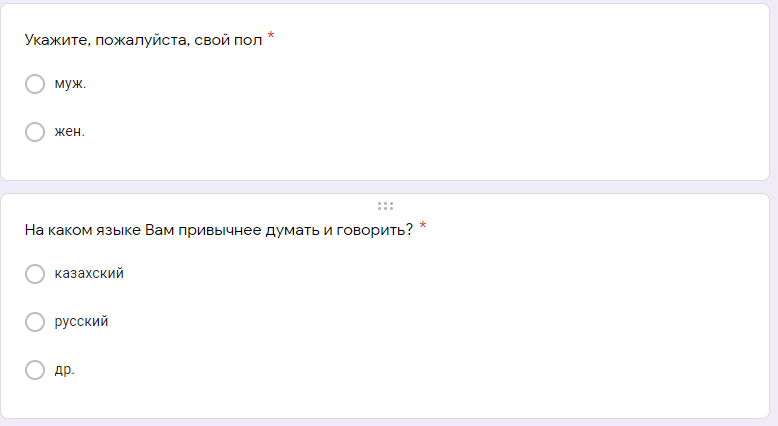 Укажите, пожалуйста, свой пол *
муж.
жен.
На каком языке Вам привычнее думать и говорить? *
казахский
русский
др.